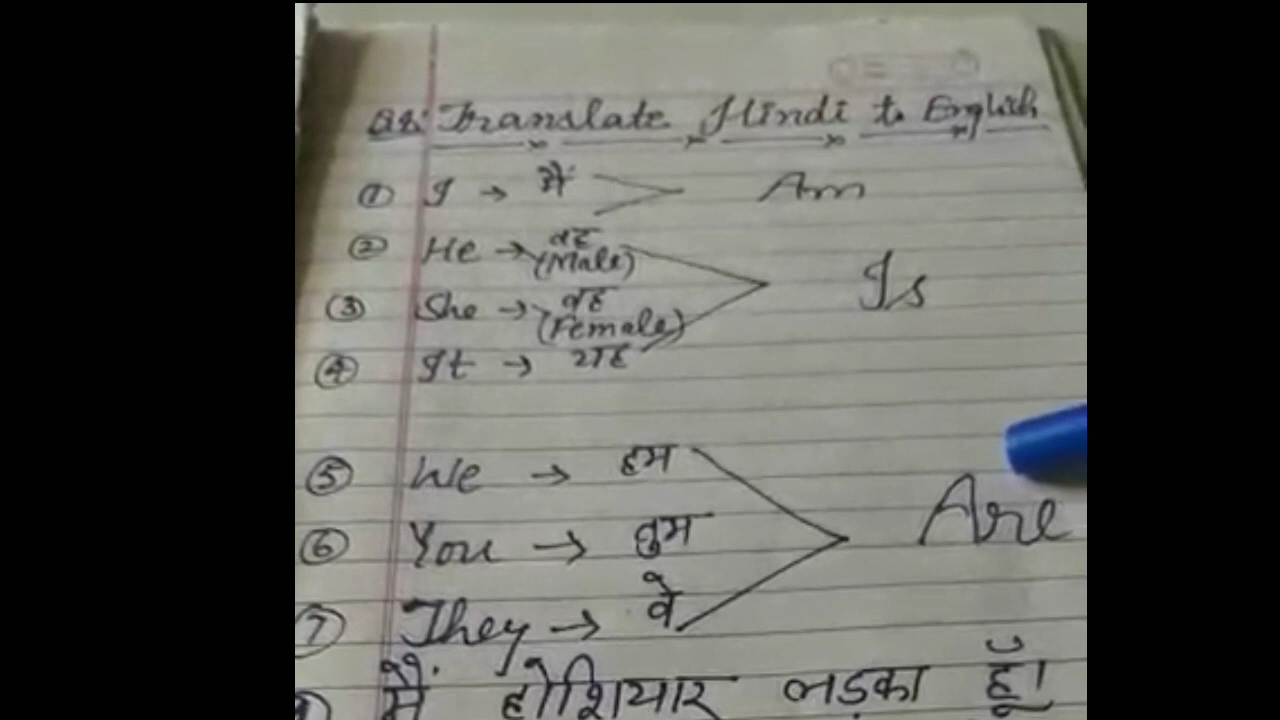 Q1. Translate Hindi to English
① I → मैं Am
② He → वह
(Male)
③ She → वह Is
(Female)
④ It → यह
⑤ We → हम
⑥ You → तुम Are
⑦ They → वे
मैं होशियार लड़का हूँ।